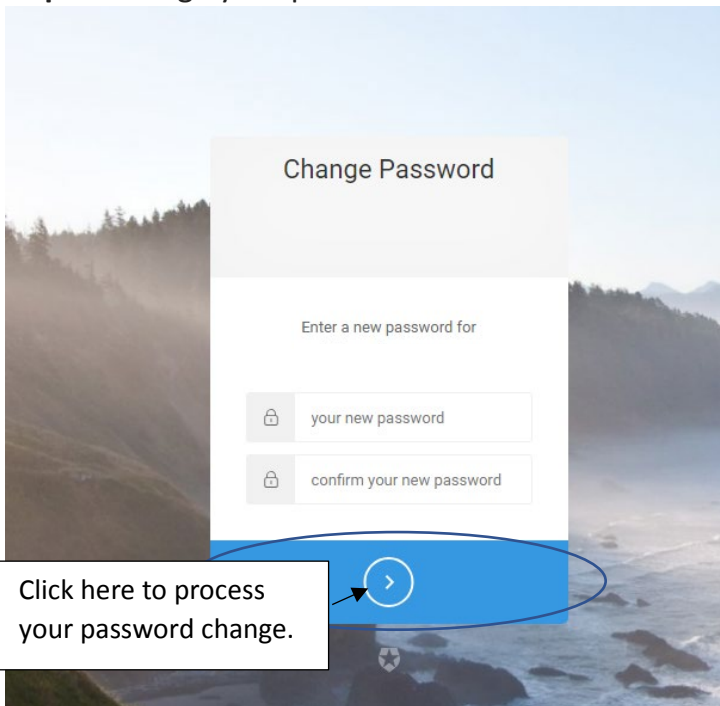 Change Password
Enter a new password for
your new password
confirm your new password
Click here to process
your password change.